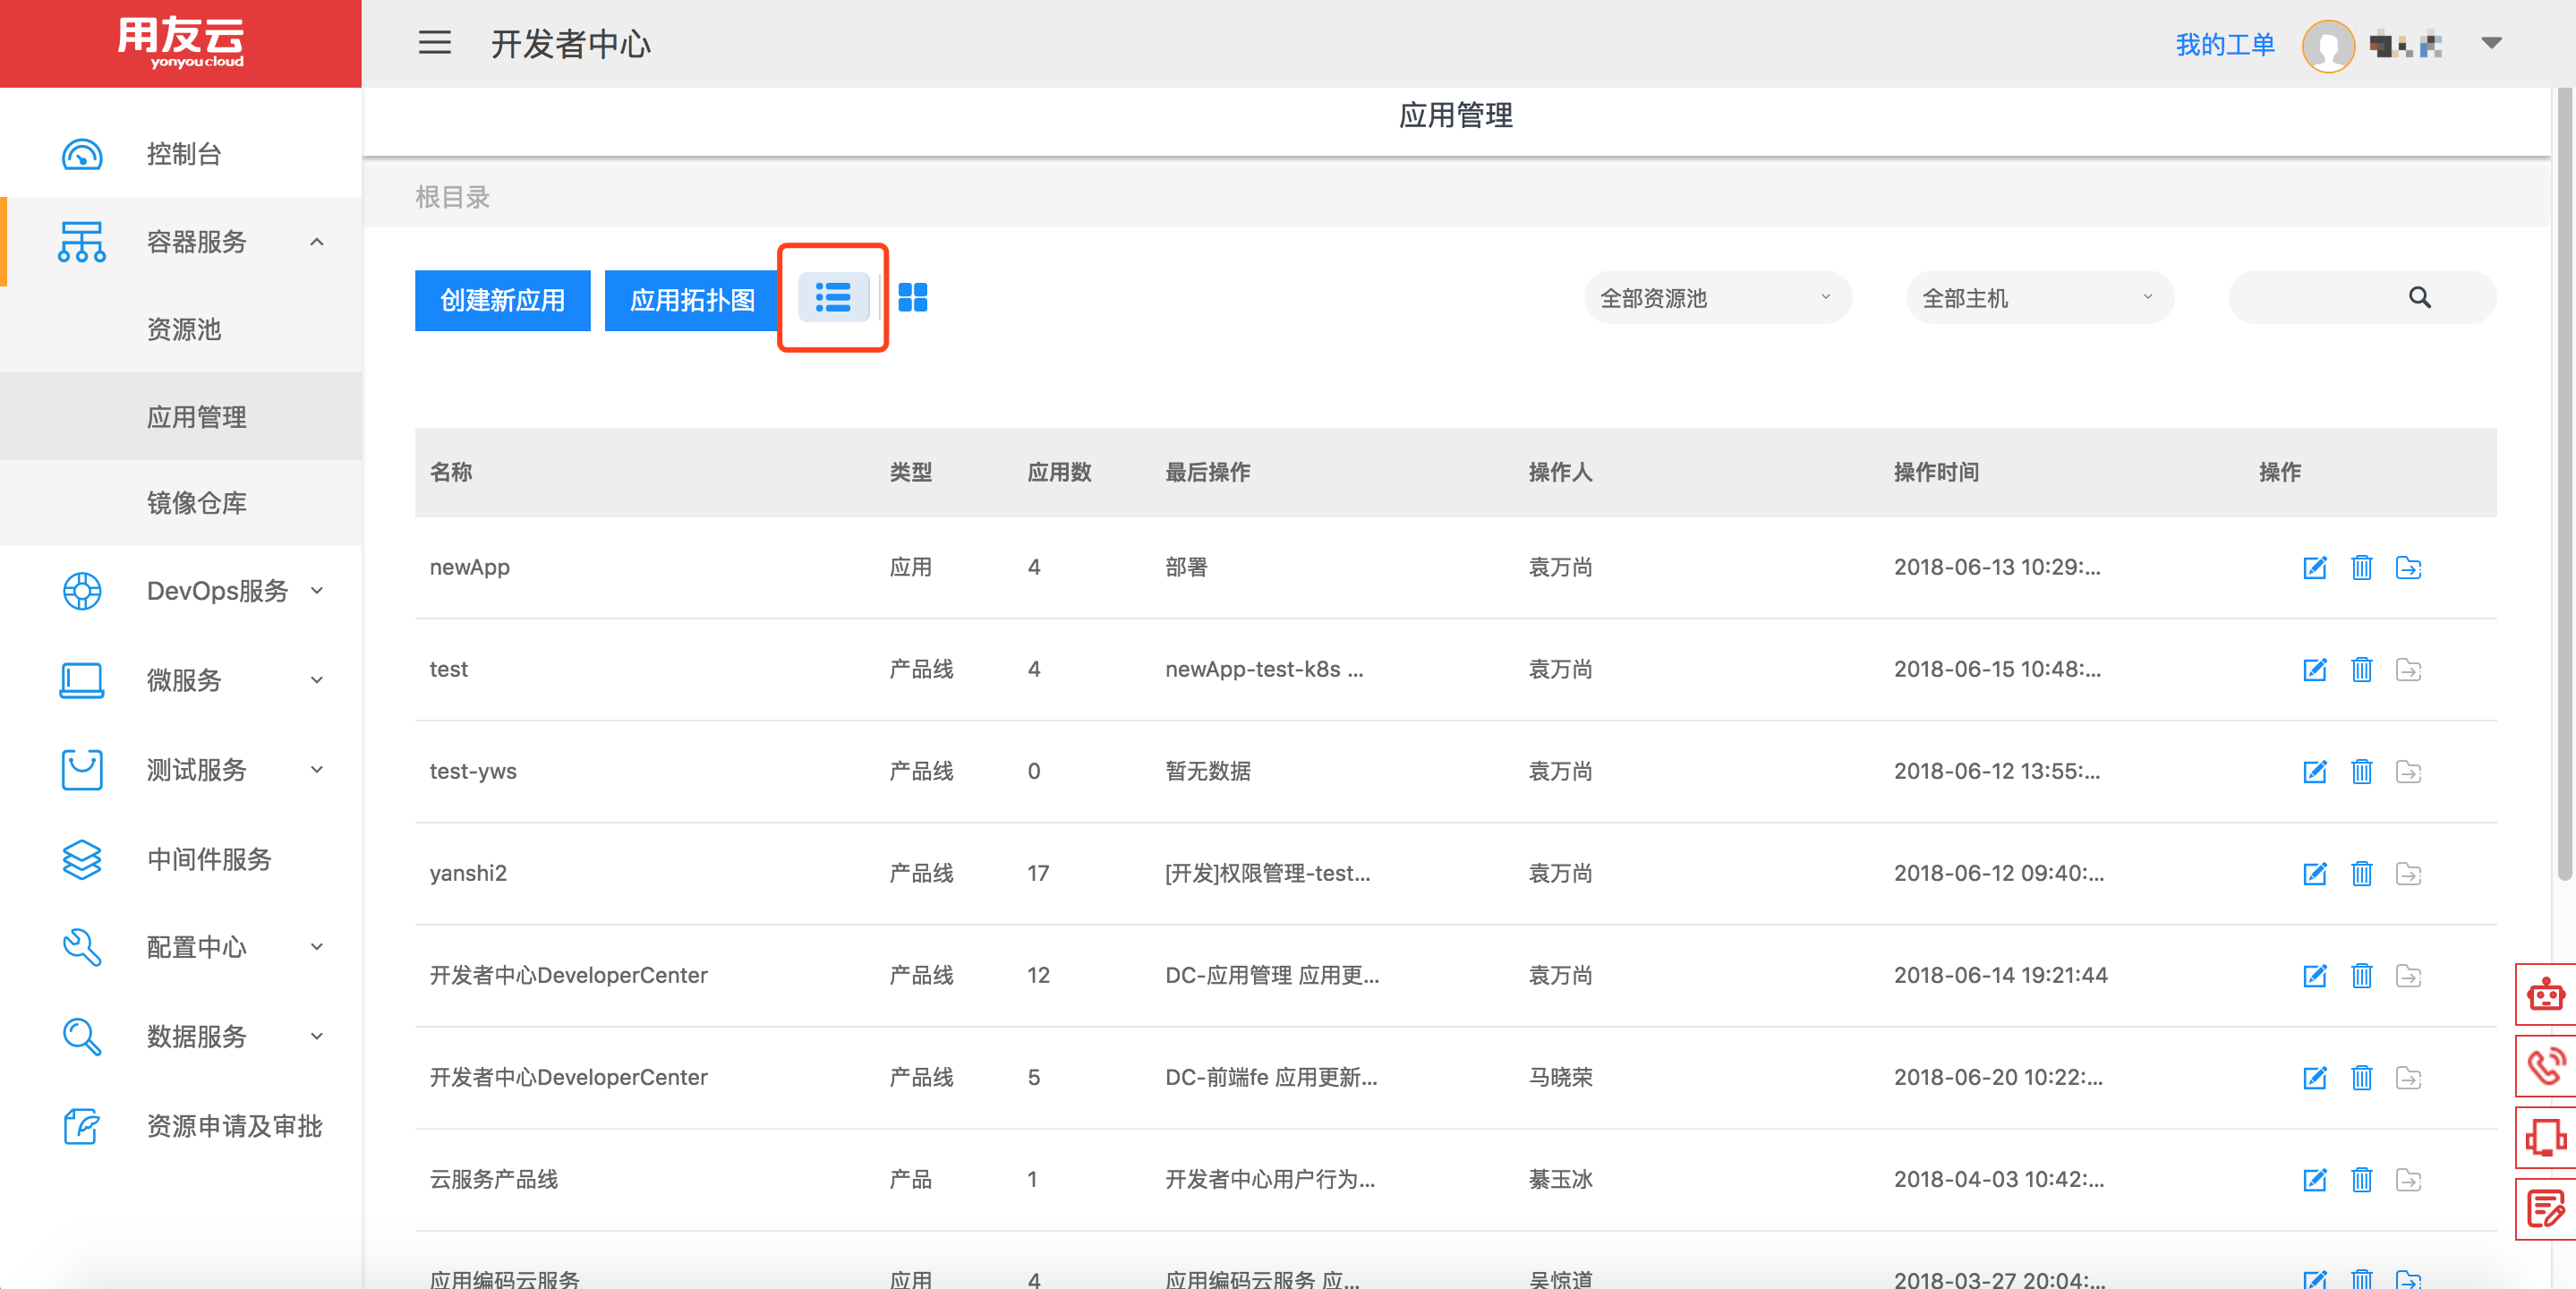 用友云
yonyoucloud
开发者中心
我的工单
应用管理
控制台
容器服务
资源池
应用管理
镜像仓库
DevOps服务
微服务
测试服务
中间件服务
配置中心
数据服务
资源申请及审批
根目录
创建新应用 应用拓扑图 全部资源池 全部主机
名称 类型 应用数 最后操作 操作人 操作时间 操作
newApp 应用 4 部署 袁万尚 2018-06-13 10:29:...
test 产品线 4 newApp-test-k8s ... 袁万尚 2018-06-15 10:48:...
test-yws 产品线 0 暂无数据 袁万尚 2018-06-12 13:55:...
yanshi2 产品线 17 [开发]权限管理-test... 袁万尚 2018-06-12 09:40:...
开发者中心DeveloperCenter 产品线 12 DC-应用管理 应用更... 袁万尚 2018-06-14 19:21:44
开发者中心DeveloperCenter 产品线 5 DC-前端fe 应用更新... 马晓荣 2018-06-20 10:22:...
云服务产品线 产品 1 开发者中心用户行为... 綦玉冰 2018-04-03 10:42:...
应用编码云服务 应用 4 应用编码云服务 应... 吴惊道 2018-03-27 20:04:...